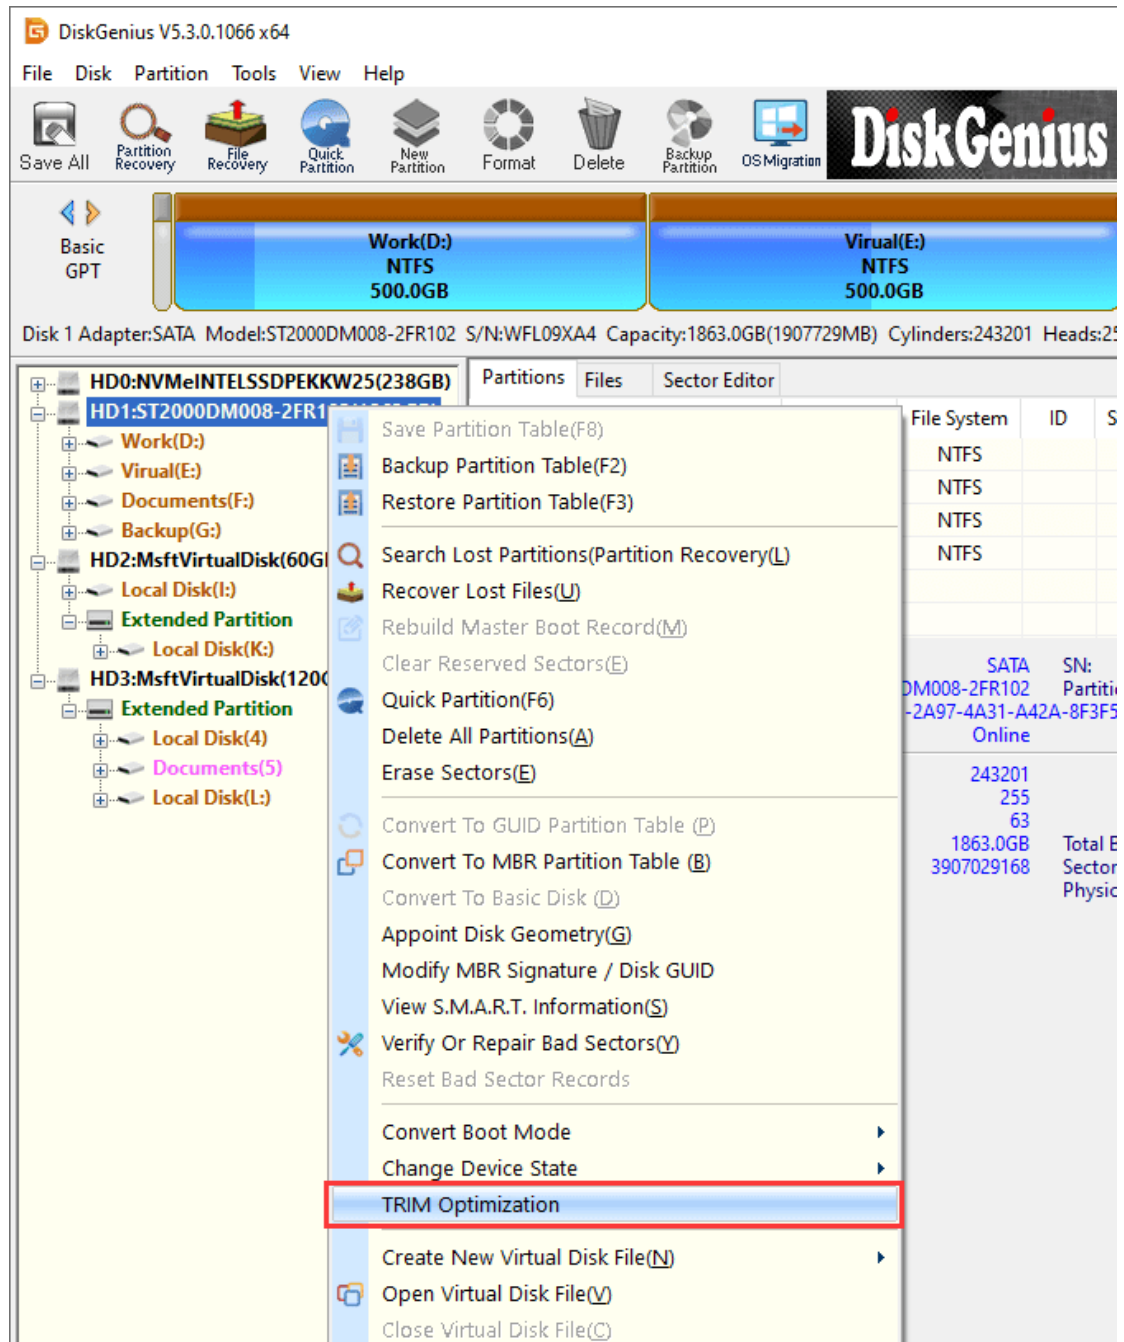 DiskGenius V5.3.0.1066 x64
File Disk Partition Tools View Help
Save All
Partition Recovery
File Recovery
Quick Partition
New Partition
Format
Delete
Backup Partition
OS Migration
DiskGenius
Basic
GPT
Work(D:)
NTFS
500.0GB
Virual(E:)
NTFS
500.0GB
Disk 1 Adapter:SATA Model:ST2000DM008-2FR102 S/N:WFL09XA4 Capacity:1863.0GB(1907729MB) Cylinders:243201 Heads:25
HD0:NVMeINTELSSDPEKKW25(238GB)
HD1:ST2000DM008-2FR1
Work(D:)
Virual(E:)
Documents(F:)
Backup(G:)
HD2:MsftVirtualDisk(60G
Local Disk(I:)
Extended Partition
Local Disk(K:)
HD3:MsftVirtualDisk(120
Extended Partition
Local Disk(4)
Documents(5)
Local Disk(L:)
Partitions Files Sector Editor
File System ID S
NTFS
NTFS
NTFS
NTFS
Save Partition Table(F8)
Backup Partition Table(F2)
Restore Partition Table(F3)
Search Lost Partitions(Partition Recovery(L)
Recover Lost Files(U)
Rebuild Master Boot Record(M)
Clear Reserved Sectors(E)
Quick Partition(F6)
Delete All Partitions(A)
Erase Sectors(E)
Convert To GUID Partition Table (P)
Convert To MBR Partition Table (B)
Convert To Basic Disk (D)
Appoint Disk Geometry(G)
Modify MBR Signature / Disk GUID
View S.M.A.R.T. Information(S)
Verify Or Repair Bad Sectors(Y)
Reset Bad Sector Records
Convert Boot Mode
Change Device State
TRIM Optimization
Create New Virtual Disk File(N)
Open Virtual Disk File(V)
Close Virtual Disk File(C)
SATA SN:
DM008-2FR102 Partiti
-2A97-4A31-A42A-8F3F5
Online
243201
255
63
1863.0GB Total B
3907029168 Sector
Physic